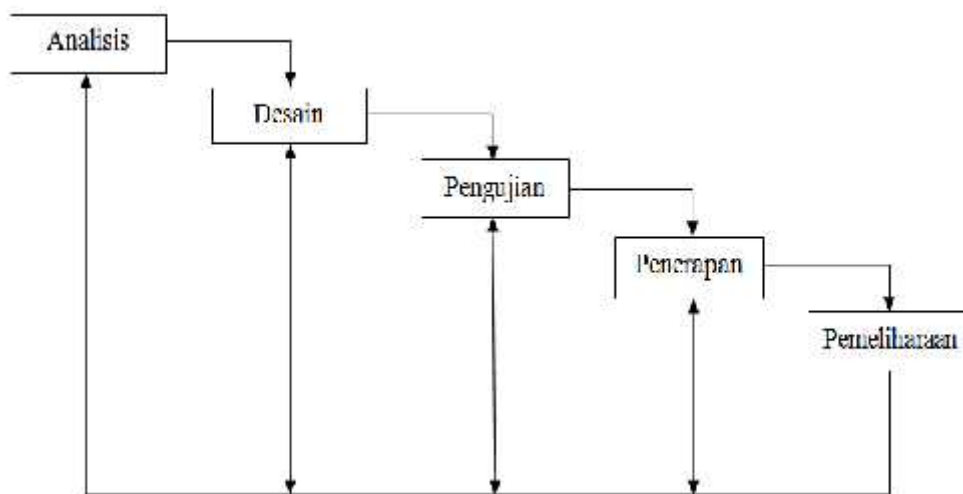 Analisis
Desain
Pengujian
Penerapan
Pemeliharaan